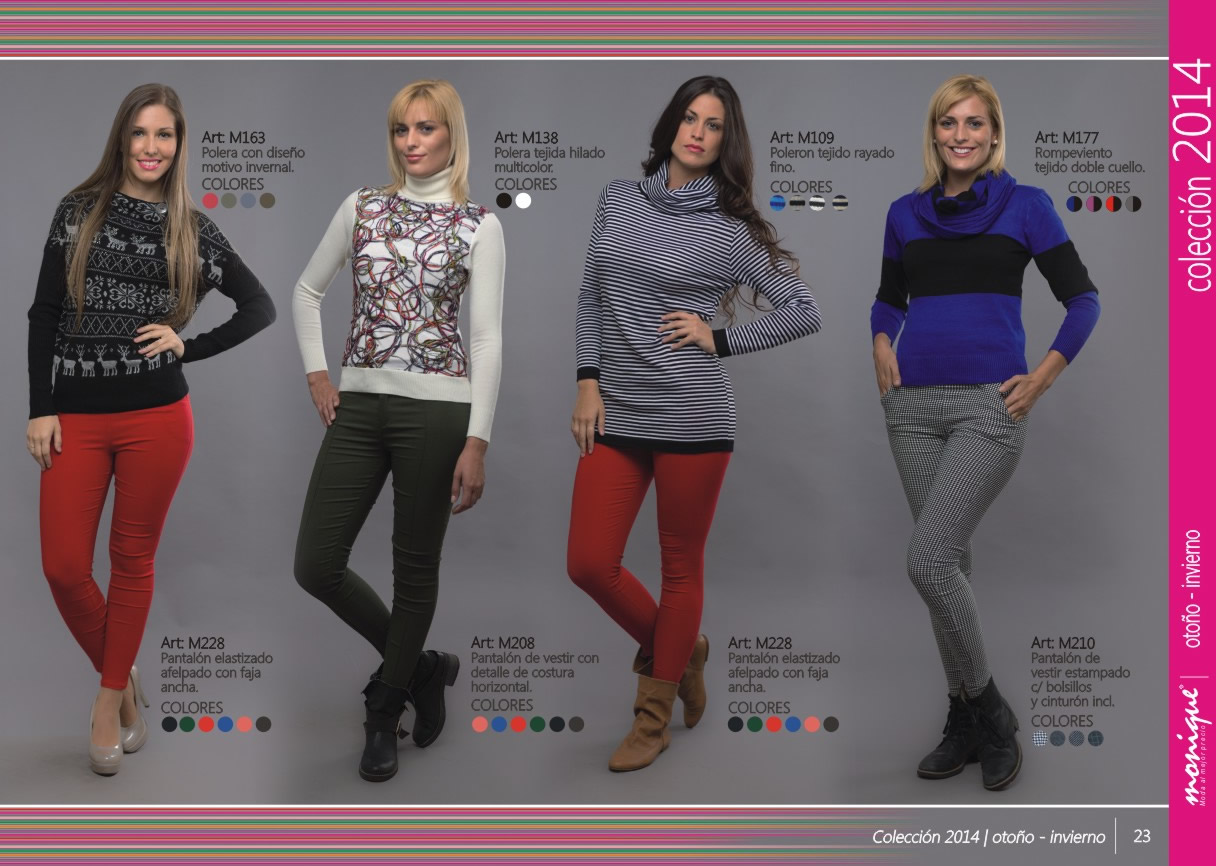 Art: M163
Polera con diseño
motivo invernal.
COLORES
Art: M138
Polera tejida hilado
multicolor.
COLORES
Art: M109
Poleron tejido rayado
fino.
COLORES
Art: M177
Rompeviento
tejido doble cuello.
COLORES
Art: M228
Pantalón elastizado
afelpado con faja
ancha.
COLORES
Art: M208
Pantalón de vestir con
detalle de costura
horizontal.
COLORES
Art: M228
Pantalón elastizado
afelpado con faja
ancha.
COLORES
Art: M210
Pantalón de
vestir estampado
c/ bolsillos
y cinturón incl.
COLORES
colección 2014
otoño - invierno
monique
Moda al mejor precio
Colección 2014 | otoño - invierno | 23